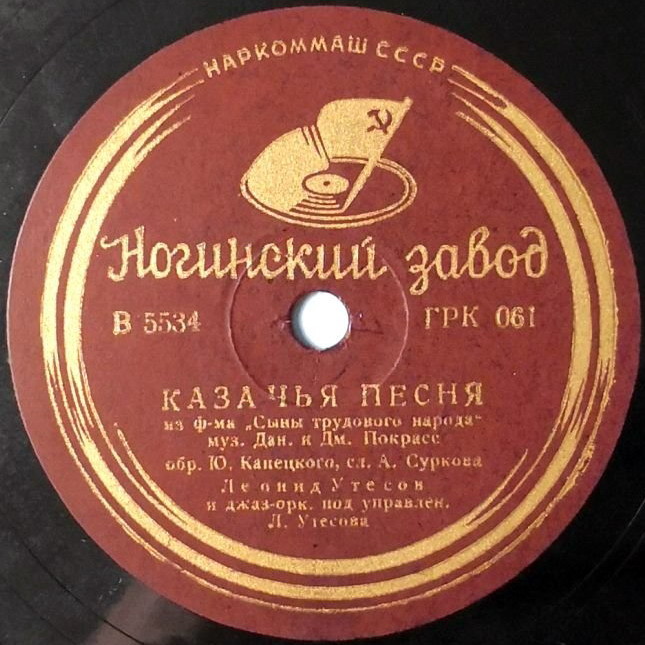 НАРКОММАШ СССР
Ногинский завод
В 5534 ГРК 061
КАЗАЧЬЯ ПЕСНЯ
из ф-ма „Сыны трудового народа"
муз. Дан. и Дм. Покрасс
обр. Ю. Капецкого, сл. А. Суркова
Леонид Утесов
и джаз-орк. под управлен.
Л. Утесова